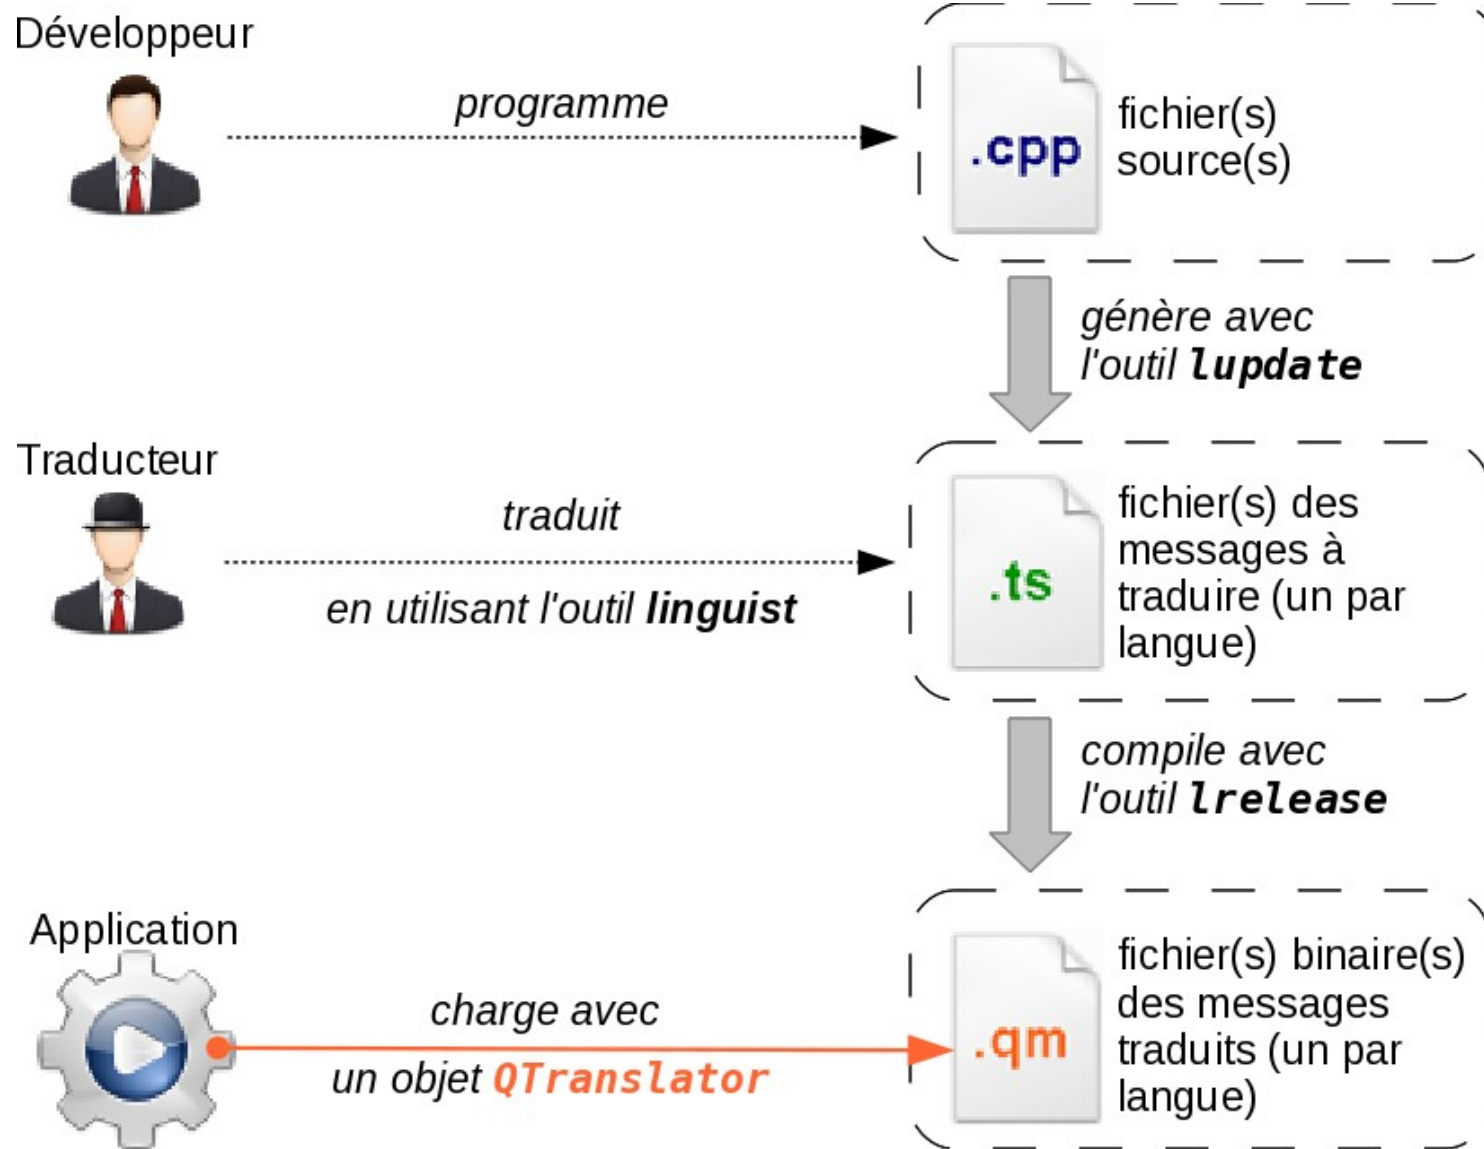 Développeur
programme
.cpp
fichier(s)
source(s)
génère avec
l'outil lupdate
Traducteur
traduit
en utilisant l'outil linguist
.ts
fichier(s) des
messages à
traduire (un par
langue)
compile avec
l'outil lrelease
Application
charge avec
un objet QTranslator
.qm
fichier(s) binaire(s)
des messages
traduits (un par
langue)